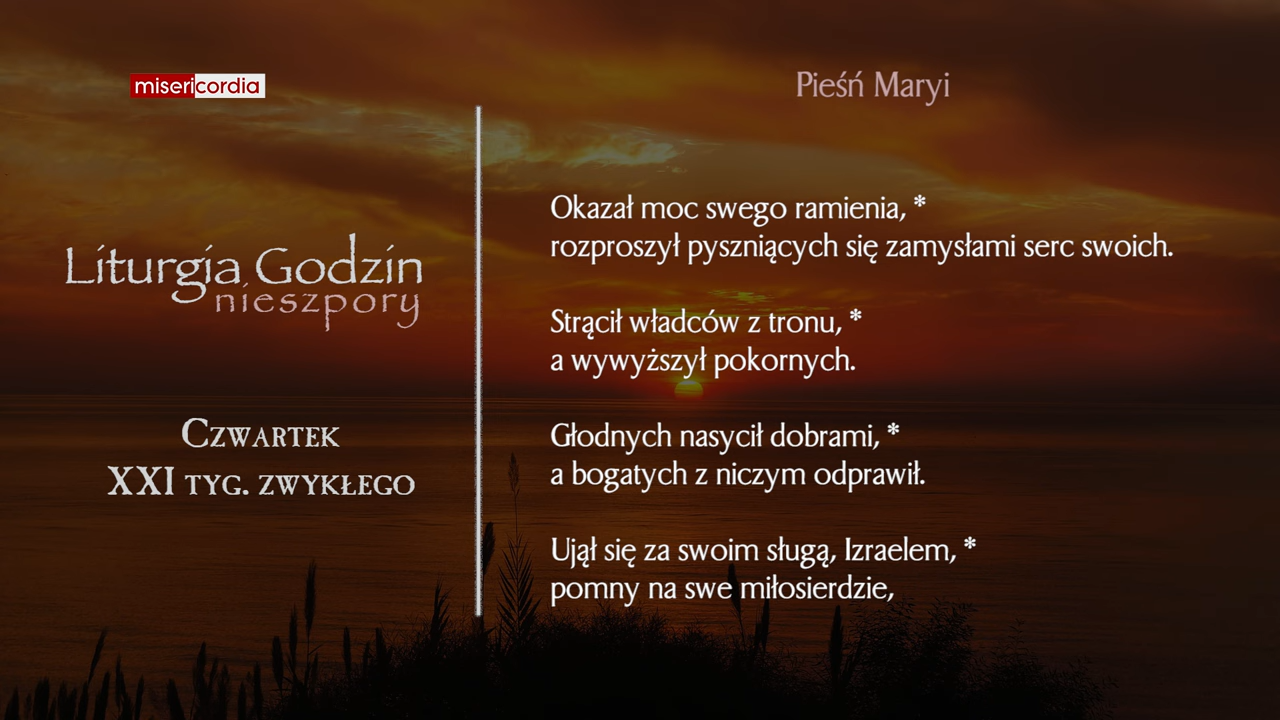 misericordia
Liturgia Godzin
nieszpory
Czwartek
XXI tyg. zwykłego
Pieśń Maryi
Okazał moc swego ramienia, *
rozproszył pyszniących się zamysłami serc swoich.
Strącił władców z tronu, *
a wywyższył pokornych.
Głodnych nasycił dobrami, *
a bogatych z niczym odprawił.
Ujął się za swoim sługą, Izraelem, *
pomny na swe miłosierdzie,